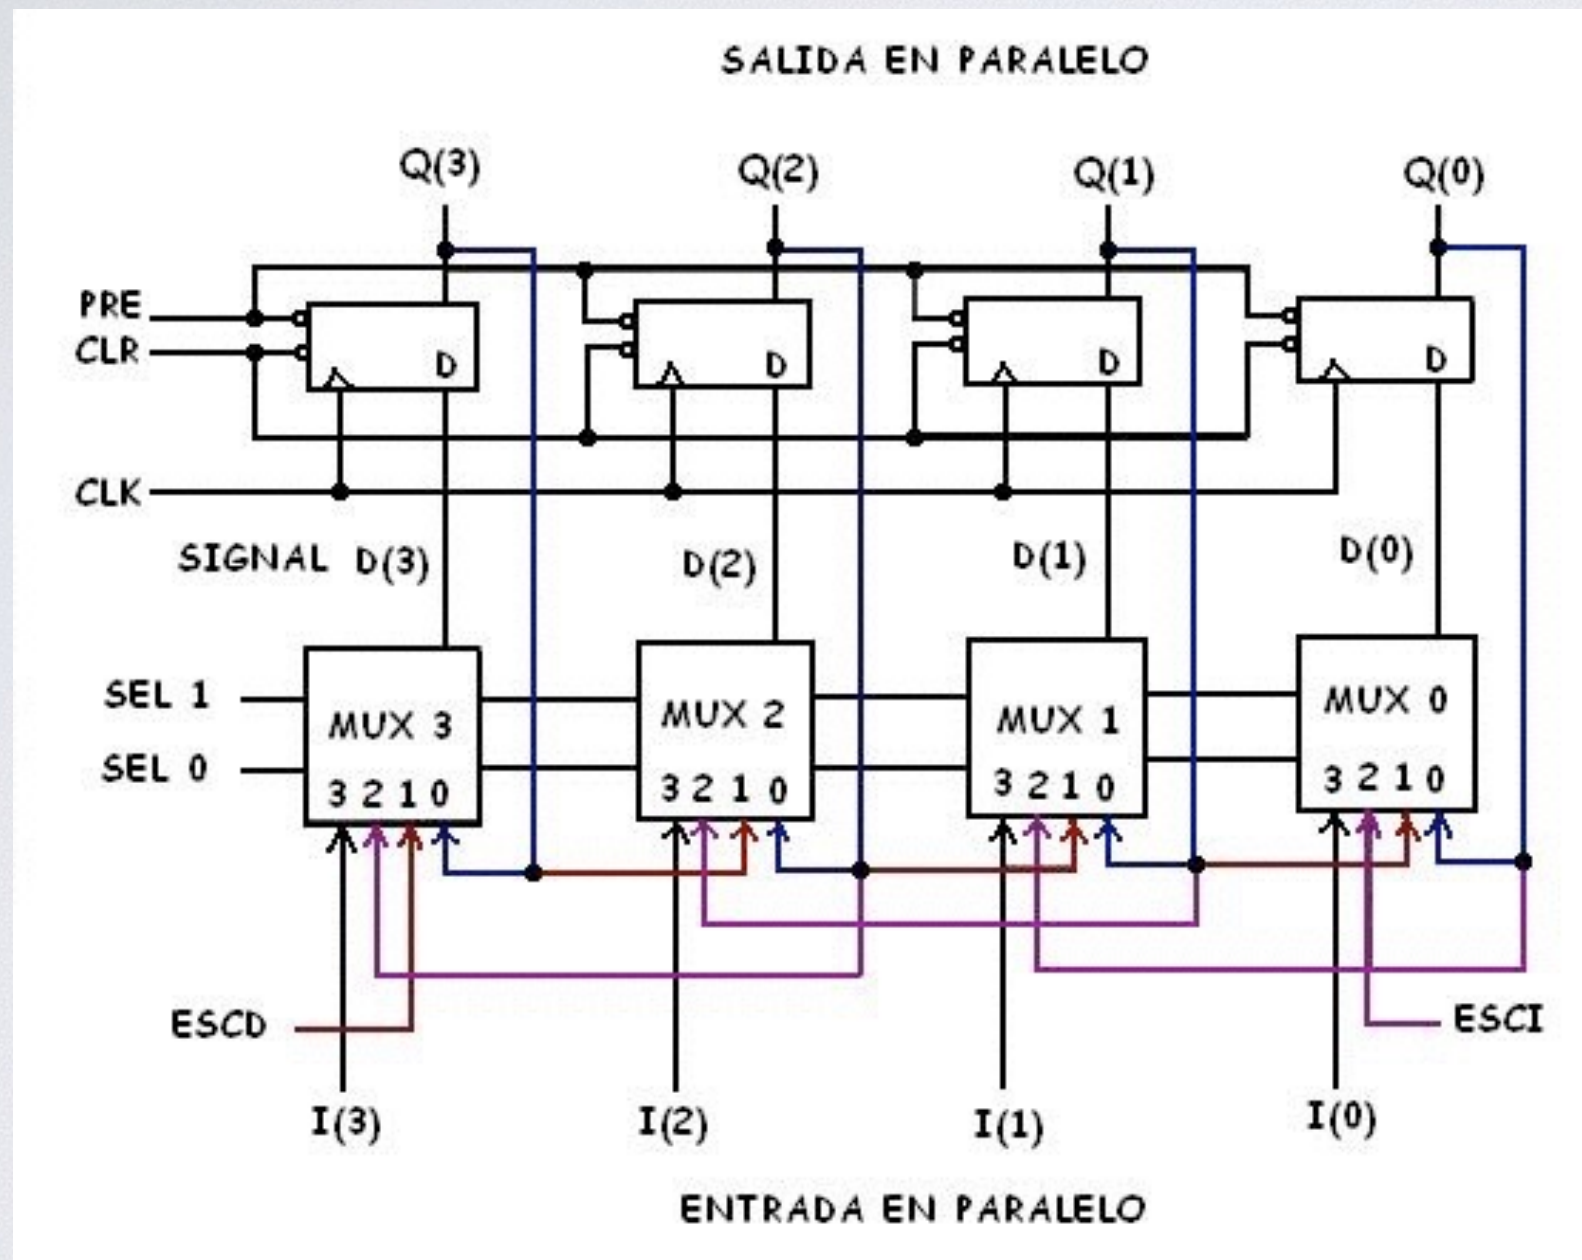 SALIDA EN PARALELO
Q(3) Q(2) Q(1) Q(0)
PRE
CLR
D D D D
CLK
SIGNAL D(3) D(2) D(1) D(0)
SEL 1
MUX 3 MUX 2 MUX 1 MUX 0
SEL 0
3 2 1 0 3 2 1 0 3 2 1 0 3 2 1 0
ESCD ESCI
I(3) I(2) I(1) I(0)
ENTRADA EN PARALELO